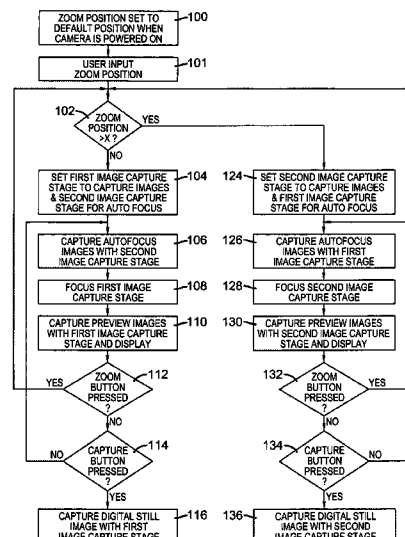 ZOOM POSITION SET TO
DEFAULT POSITION WHEN
CAMERA IS POWERED ON
100
USER INPUT
ZOOM POSITION
101
102
ZOOM
POSITION
>X ?
YES
NO
SET FIRST IMAGE CAPTURE
STAGE TO CAPTURE IMAGES
& SECOND IMAGE CAPTURE
STAGE FOR AUTO FOCUS
104
CAPTURE AUTOFOCUS
IMAGES WITH SECOND
IMAGE CAPTURE STAGE
106
FOCUS FIRST IMAGE
CAPTURE STAGE
108
CAPTURE PREVIEW IMAGES
WITH FIRST IMAGE CAPTURE
STAGE AND DISPLAY
110
YES
ZOOM
BUTTON
PRESSED
?
112
NO
NO
CAPTURE
BUTTON
PRESSED
?
114
YES
CAPTURE DIGITAL STILL
IMAGE WITH FIRST
IMAGE CAPTURE STAGE
116
124
SET SECOND IMAGE CAPTURE
STAGE TO CAPTURE IMAGES
& FIRST IMAGE CAPTURE
STAGE FOR AUTO FOCUS
126
CAPTURE AUTOFOCUS
IMAGES WITH FIRST
IMAGE CAPTURE STAGE
128
FOCUS SECOND IMAGE
CAPTURE STAGE
130
CAPTURE PREVIEW IMAGES
WITH SECOND IMAGE CAPTURE
STAGE AND DISPLAY
132
ZOOM
BUTTON
PRESSED
?
YES
NO
134
CAPTURE
BUTTON
PRESSED
?
NO
YES
136
CAPTURE DIGITAL STILL
IMAGE WITH SECOND
IMAGE CAPTURE STAGE